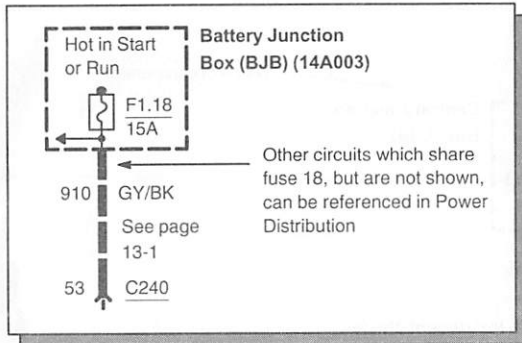 Hot in Start
or Run
Battery Junction
Box (BJB) (14A003)
F1.18
15A
Other circuits which share
fuse 18, but are not shown,
can be referenced in Power
Distribution
910 GY/BK
See page
13-1
53 C240